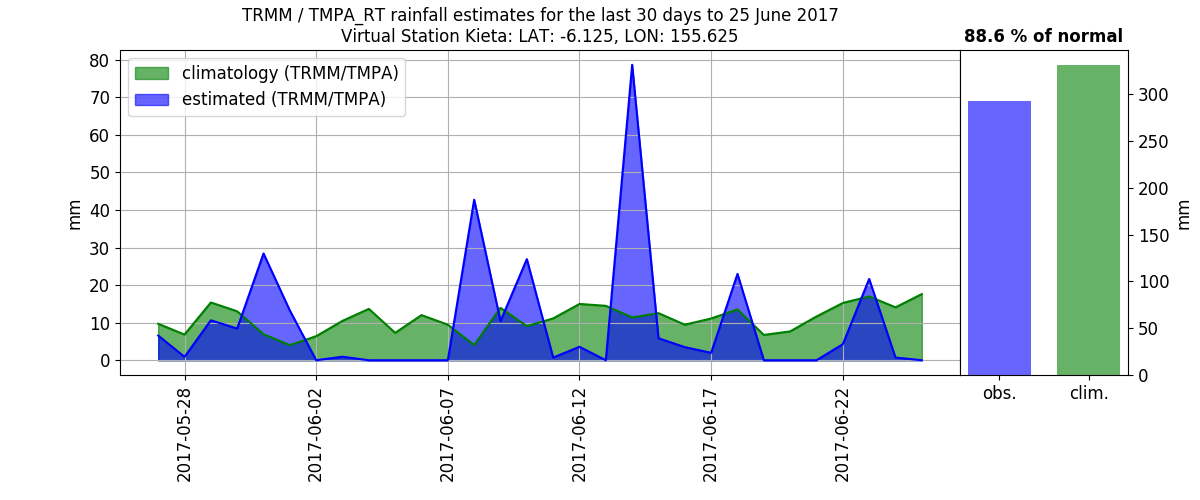 TRMM / TMPA_RT rainfall estimates for the last 30 days to 25 June 2017
Virtual Station Kieta: LAT: -6.125, LON: 155.625
88.6 % of normal
climatology (TRMM/TMPA)
estimated (TRMM/TMPA)
80
70
60
50
40
30
20
10
0
mm
2017-05-28
2017-06-02
2017-06-07
2017-06-12
2017-06-17
2017-06-22
300
250
200
150
100
50
0
mm
obs.
clim.